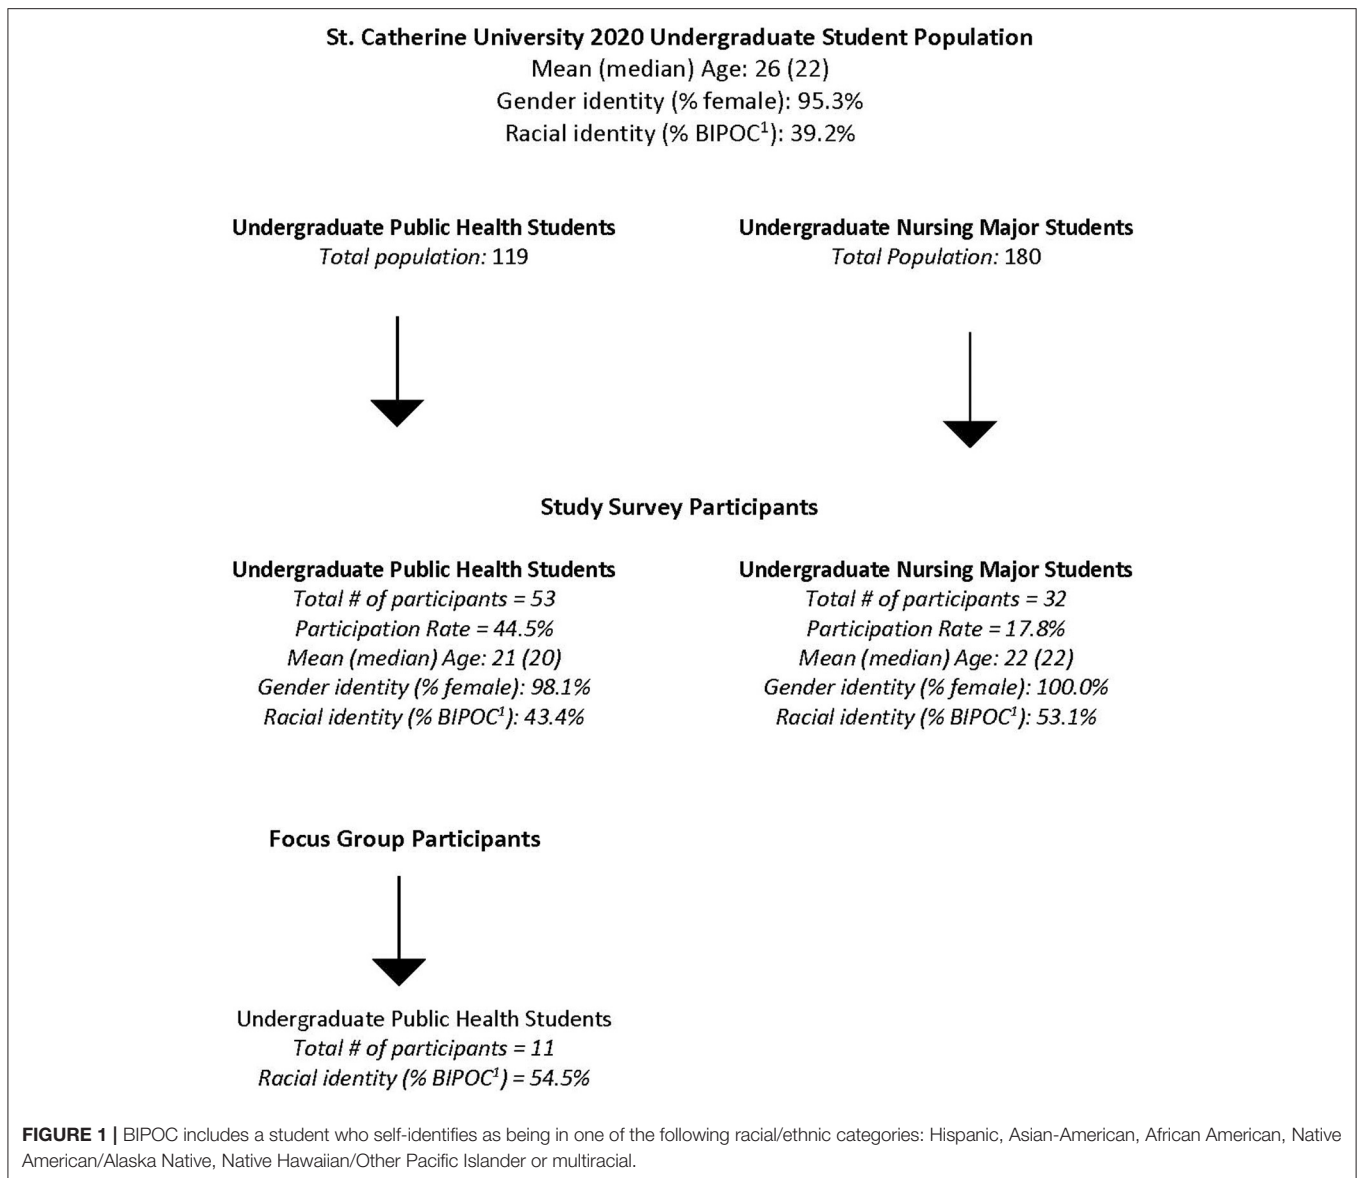 St. Catherine University 2020 Undergraduate Student Population
Mean (median) Age: 26 (22)
Gender identity (% female): 95.3%
Racial identity (% BIPOC¹): 39.2%
Undergraduate Public Health Students
Total population: 119
Undergraduate Nursing Major Students
Total Population: 180
Study Survey Participants
Undergraduate Public Health Students
Total # of participants = 53
Participation Rate = 44.5%
Mean (median) Age: 21 (20)
Gender identity (% female): 98.1%
Racial identity (% BIPOC¹): 43.4%
Undergraduate Nursing Major Students
Total # of participants = 32
Participation Rate = 17.8%
Mean (median) Age: 22 (22)
Gender identity (% female): 100.0%
Racial identity (% BIPOC¹): 53.1%
Focus Group Participants
Undergraduate Public Health Students
Total # of participants = 11
Racial identity (% BIPOC¹) = 54.5%
FIGURE 1 | BIPOC includes a student who self-identifies as being in one of the following racial/ethnic categories: Hispanic, Asian-American, African American, Native
American/Alaska Native, Native Hawaiian/Other Pacific Islander or multiracial.